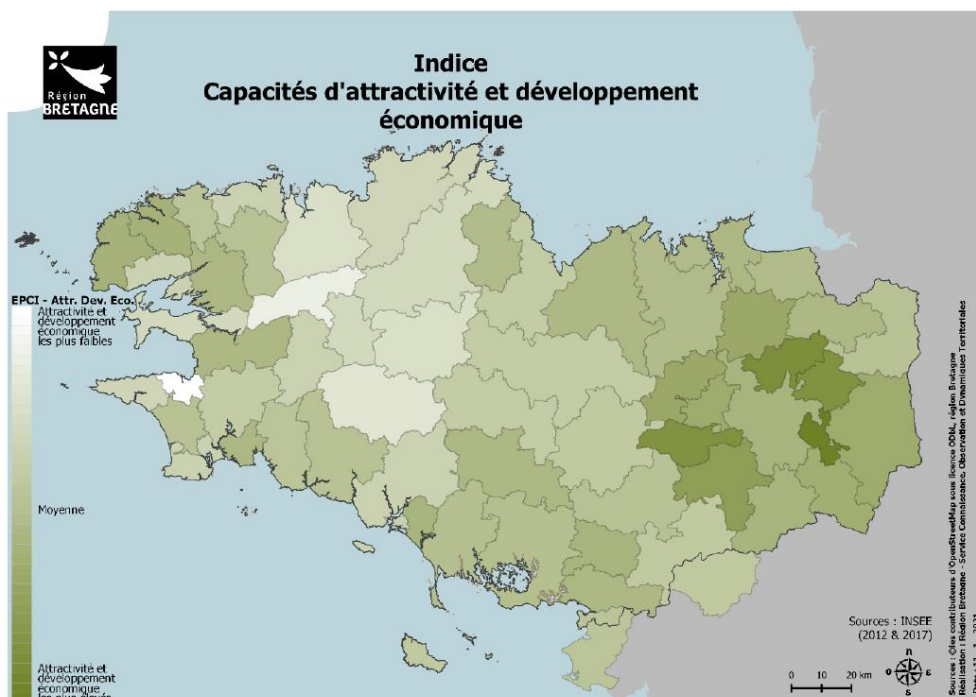 Région
BRETAGNE
Indice
Capacités d'attractivité et développement
économique
EPCI - Attr. Dev. Eco.
Attractivité et
développement
économique
les plus faibles
Moyenne
Attractivité et
développement
économique
Sources : INSEE
(2012 & 2017)
n
o
e
s
0 10 20 km
Sources : ©les contributeurs d'OpenStreetMap sous licence ODbL, région Bretagne
Réalisation : Région Bretagne - Service Connaissance, Observation et Dynamiques Territoriales